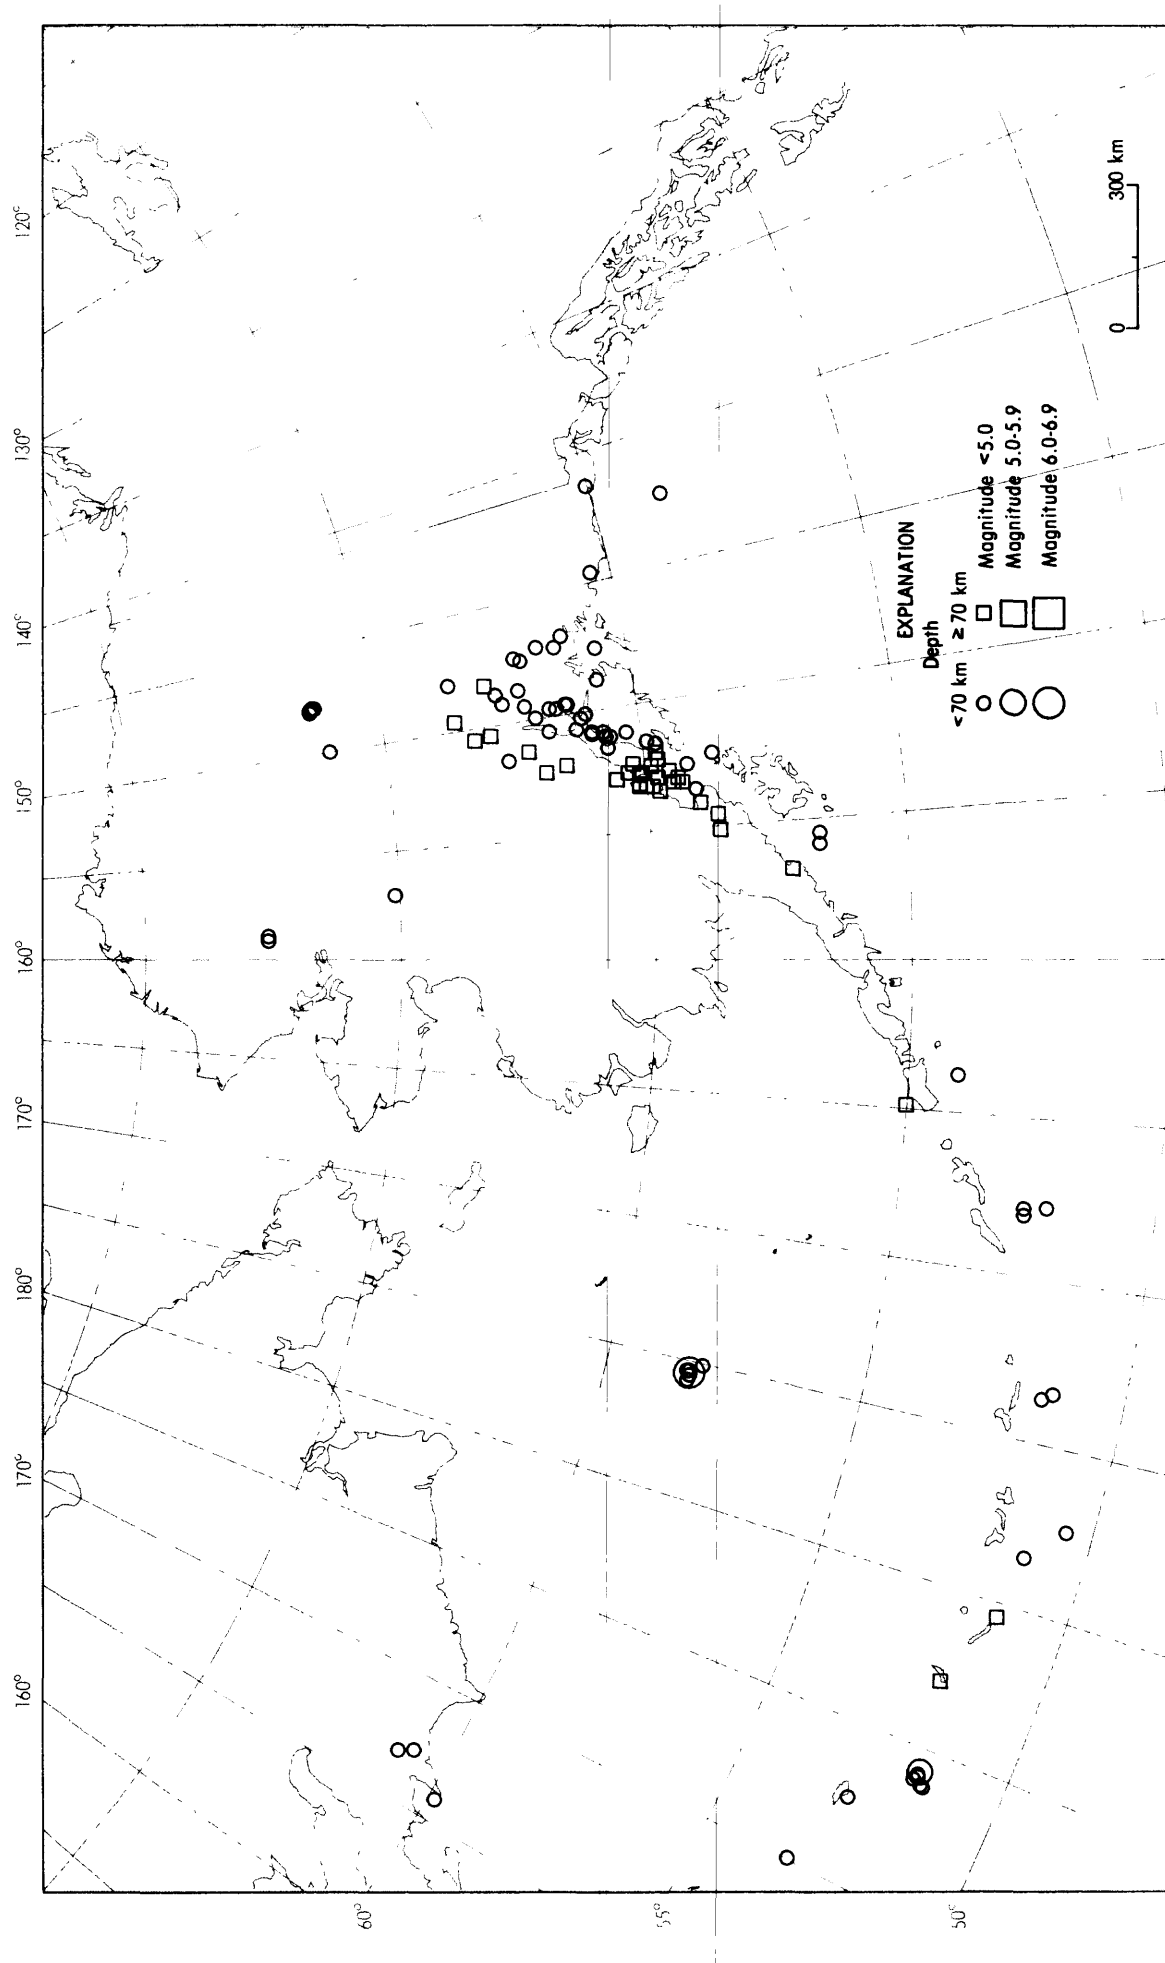 120°
130°
140°
150°
160°
170°
180°
170°
160°
60°
55°
50°
EXPLANATION
Depth
<70 km ≥70 km
Magnitude <5.0
Magnitude 5.0-5.9
Magnitude 6.0-6.9
0 300 km